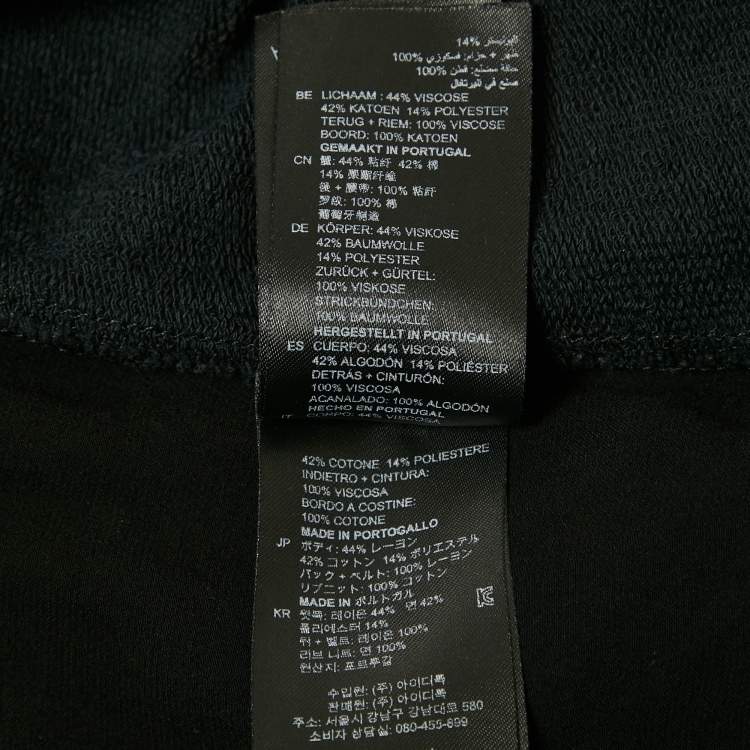 البوليستر 14%
ظهر + حزام: فسكوزي 100%
حافة مضلع: قطن 100%
صنع في البرتغال
BE LICHAAM : 44% VISCOSE
42% KATOEN 14% POLYESTER
TERUG + RIEM: 100% VISCOSE
BOORD: 100% KATOEN
GEMAAKT IN PORTUGAL
CN 44% 粘纤 42% 棉
14% 聚酯纤维
後 + 腰帶: 100% 粘纤
罗纹: 100% 棉
葡萄牙制造
DE KÖRPER: 44% VISKOSE
42% BAUMWOLLE
14% POLYESTER
ZURÜCK + GÜRTEL:
100% VISKOSE
STRICKBÜNDCHEN:
100% BAUMWOLLE
HERGESTELLT IN PORTUGAL
ES CUERPO: 44% VISCOSA
42% ALGODÓN 14% POLIÉSTER
DETRÁS + CINTURÓN:
100% VISCOSA
ACANALADO: 100% ALGODÓN
HECHO EN PORTUGAL
IT CORPO: 44% VISCOSA
42% COTONE 14% POLIESTERE
INDIETRO + CINTURA:
100% VISCOSA
BORDO A COSTINE:
100% COTONE
MADE IN PORTOGALLO
JP ボディ: 44% レーヨン
42% コットン 14% ポリエステル
バック + ベルト: 100% レーヨン
リブニット: 100% コットン
MADE IN ポルトガル
KR 윗쪽: 레이온 44% 면 42%
폴리에스터 14%
뒤 + 벨트: 레이온 100%
리브 니트: 면 100%
원산지: 포르투갈
수입원: (주) 아이디룩
판매원: (주) 아이디룩
주소: 서울시 강남구 강남대로 580
소비자 상담실: 080-455-899